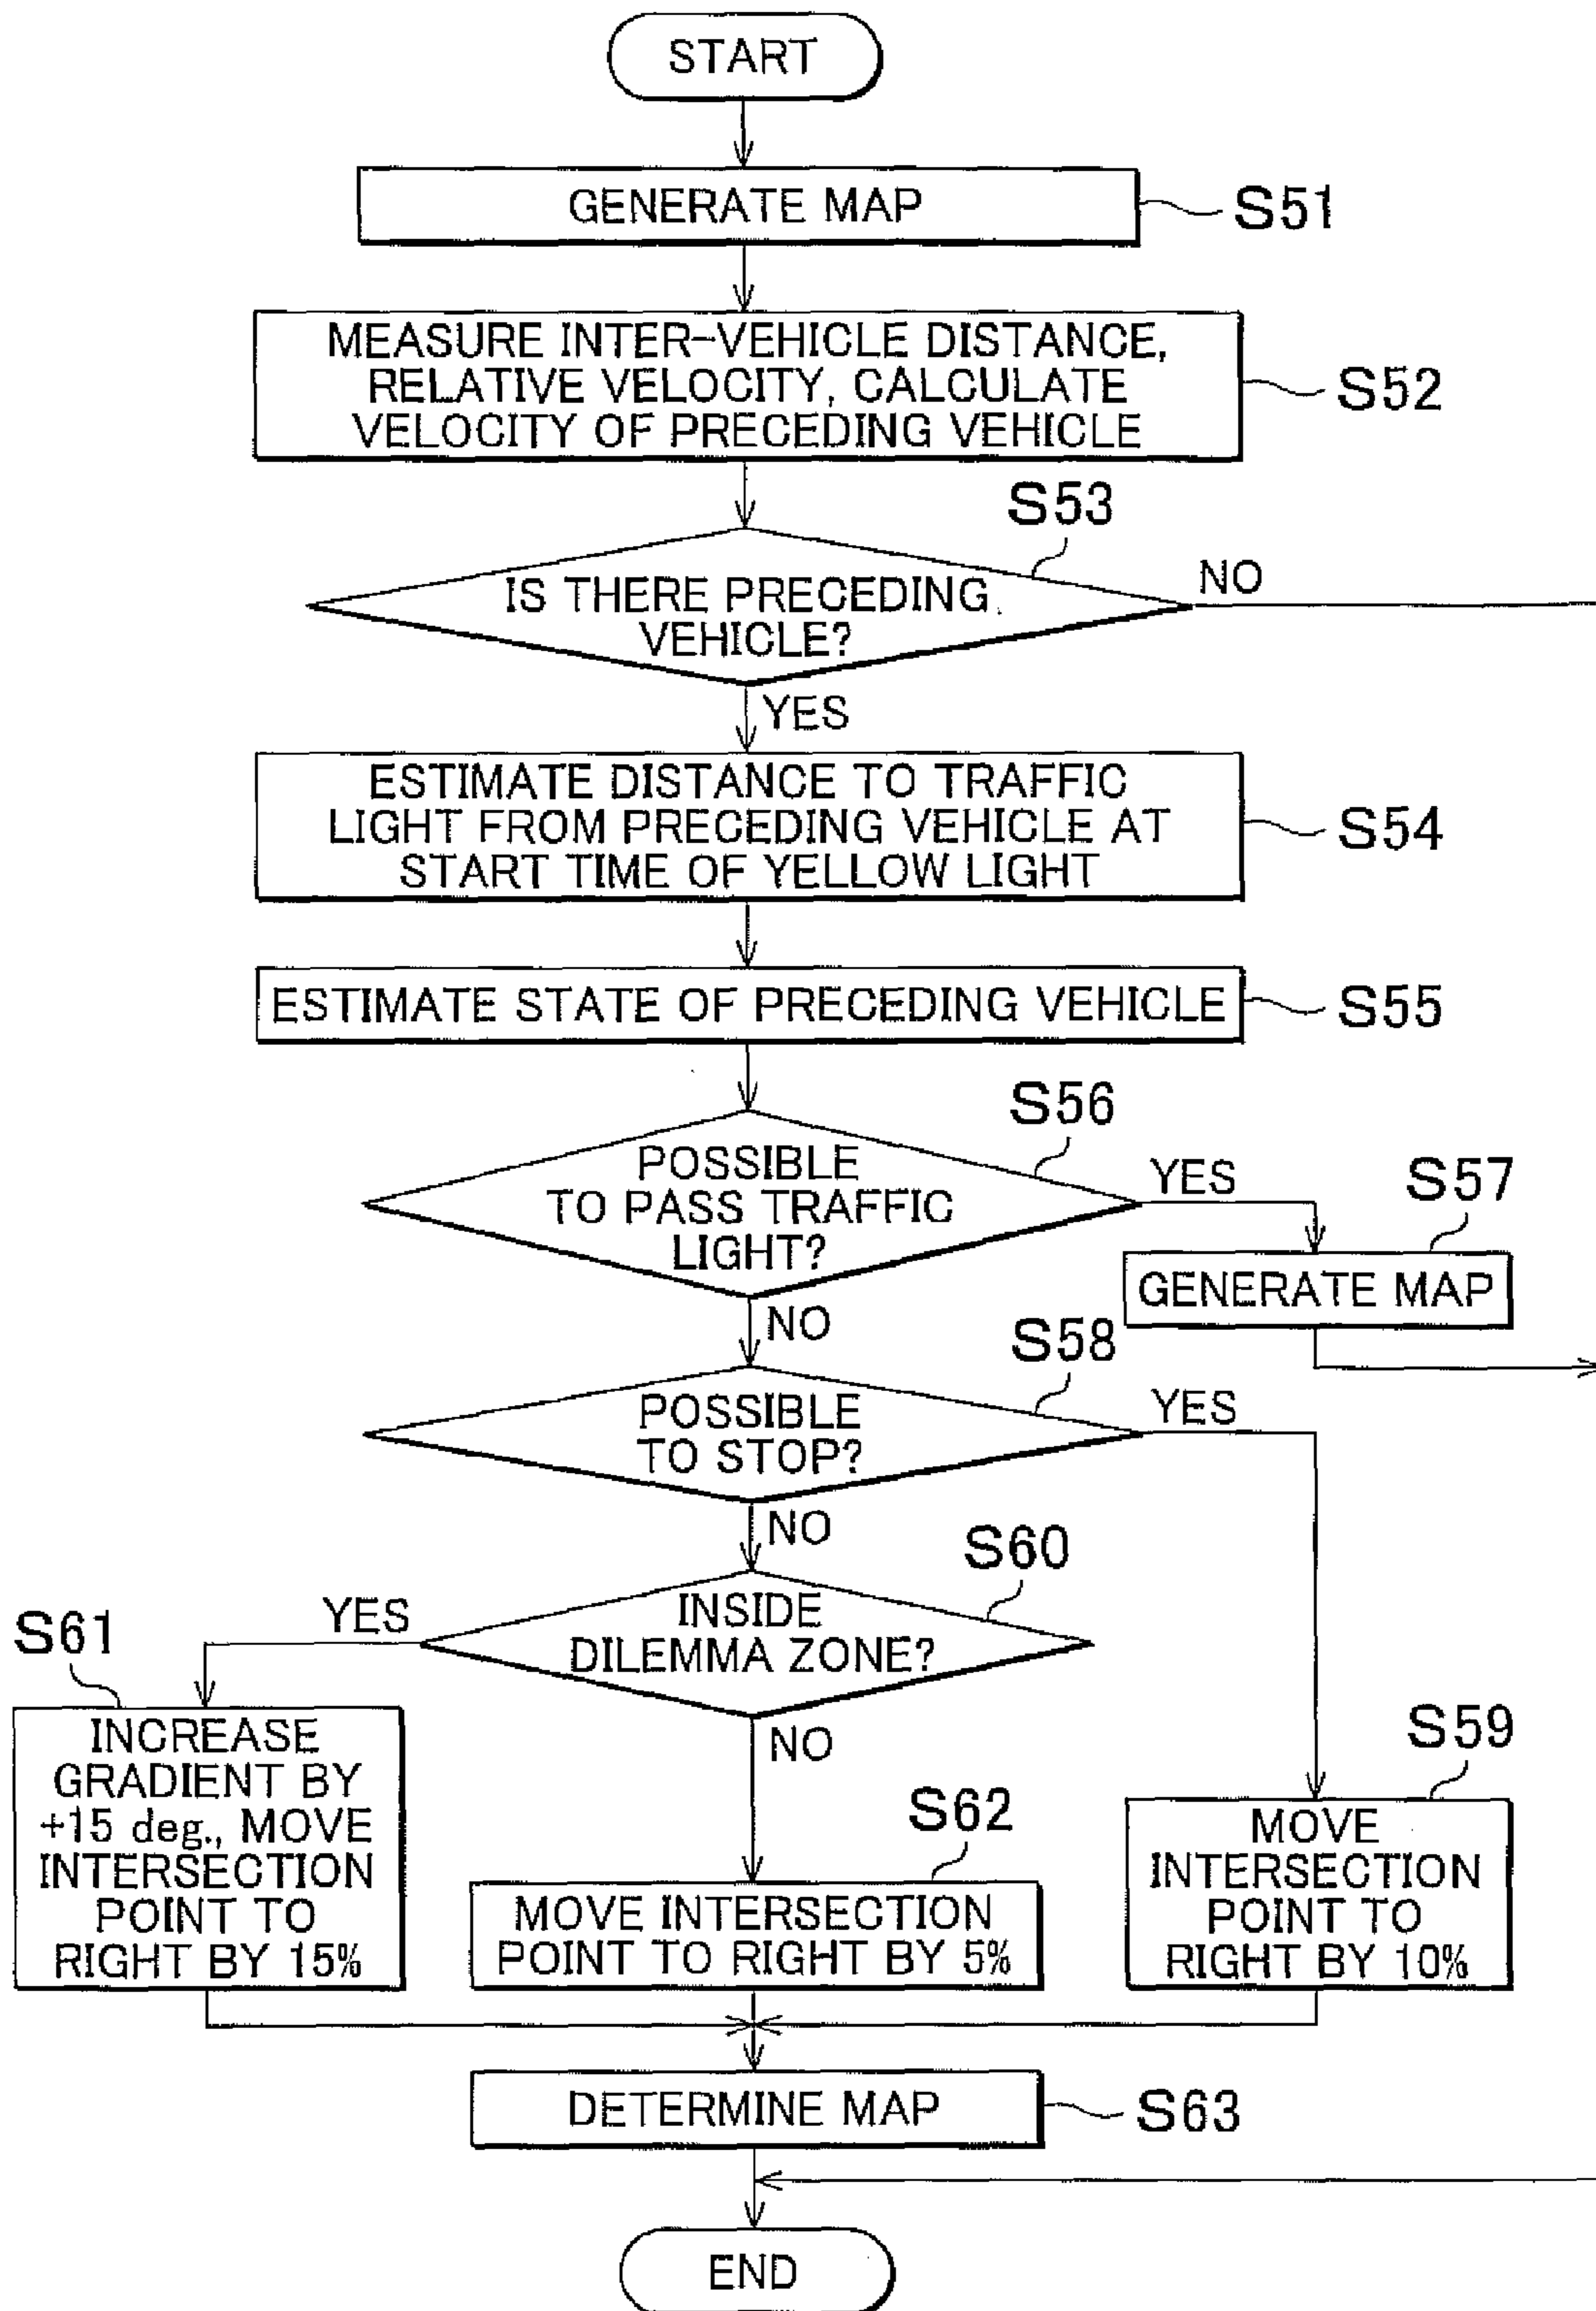 START
GENERATE MAP
S51
MEASURE INTER-VEHICLE DISTANCE,
RELATIVE VELOCITY, CALCULATE
VELOCITY OF PRECEDING VEHICLE
S52
S53
IS THERE PRECEDING
VEHICLE?
NO
YES
ESTIMATE DISTANCE TO TRAFFIC
LIGHT FROM PRECEDING VEHICLE AT
START TIME OF YELLOW LIGHT
S54
ESTIMATE STATE OF PRECEDING VEHICLE
S55
S56
POSSIBLE
TO PASS TRAFFIC
LIGHT?
YES
S57
GENERATE MAP
NO
S58
POSSIBLE
TO STOP?
YES
NO
S60
INSIDE
DILEMMA ZONE?
YES
S61
INCREASE
GRADIENT BY
+15 deg., MOVE
INTERSECTION
POINT TO
RIGHT BY 15%
NO
S62
MOVE INTERSECTION
POINT TO RIGHT BY 5%
S59
MOVE
INTERSECTION
POINT TO
RIGHT BY 10%
DETERMINE MAP
S63
END